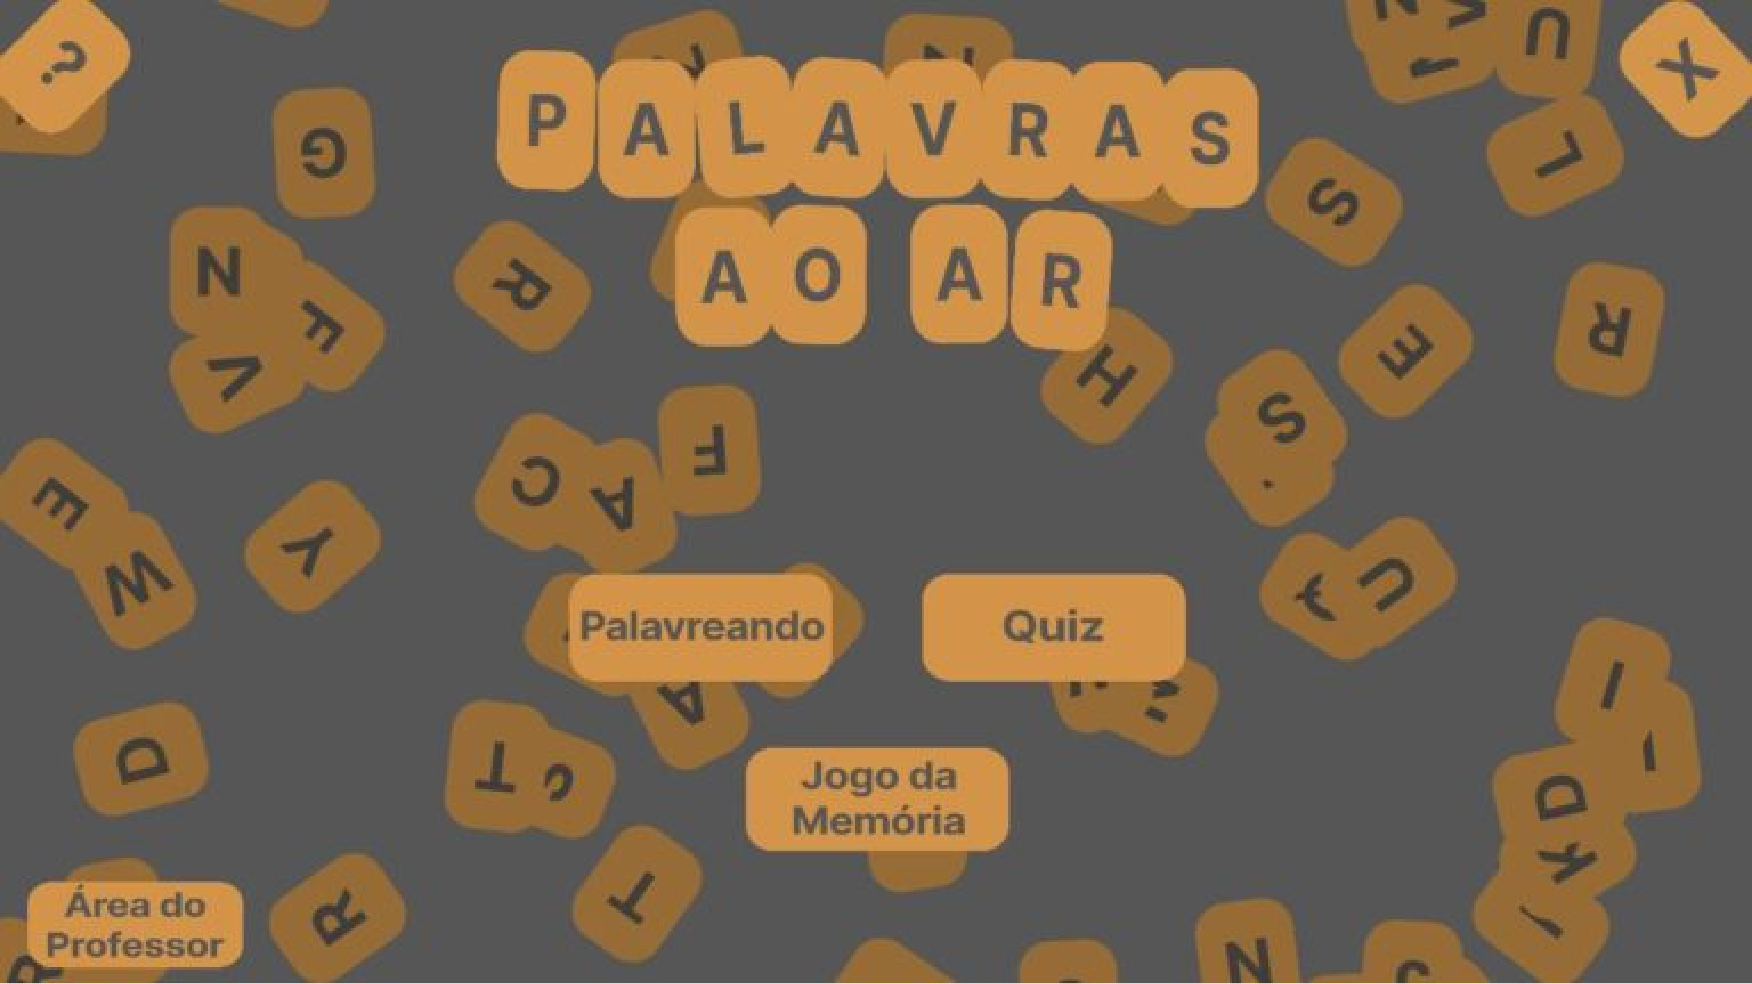 ?
X
PALAVRAS
AO AR
Palavreando
Quiz
Jogo da
Memória
Área do
Professor